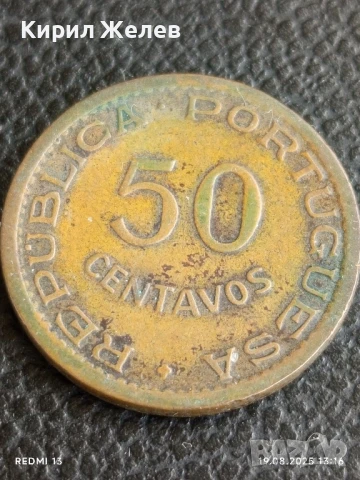 Кирил Желев
REPUBLICA PORTUGUESA
50
CENTAVOS
REDMI 13
19.08.2025 13:16